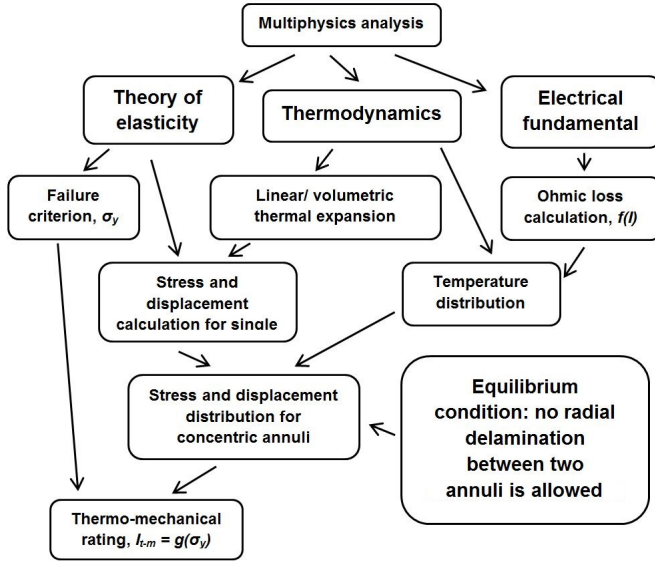 Multiphysics analysis
Theory of
elasticity
Thermodynamics
Electrical
fundamental
Failure
criterion, σy
Linear/ volumetric
thermal expansion
Ohmic loss
calculation, f(I)
Stress and
displacement
calculation for single
Temperature
distribution
Stress and displacement
distribution for
concentric annuli
Equilibrium
condition: no radial
delamination
between two
annuli is allowed
Thermo-mechanical
rating, It-m = g(σy)